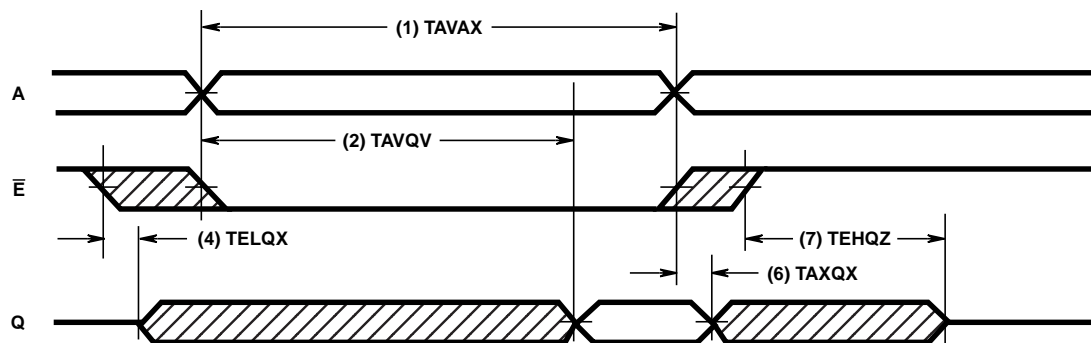 (1) TAVAX
A
(2) TAVQV
E̅
(4) TELQX
(7) TEHQZ
(6) TAXQX
Q